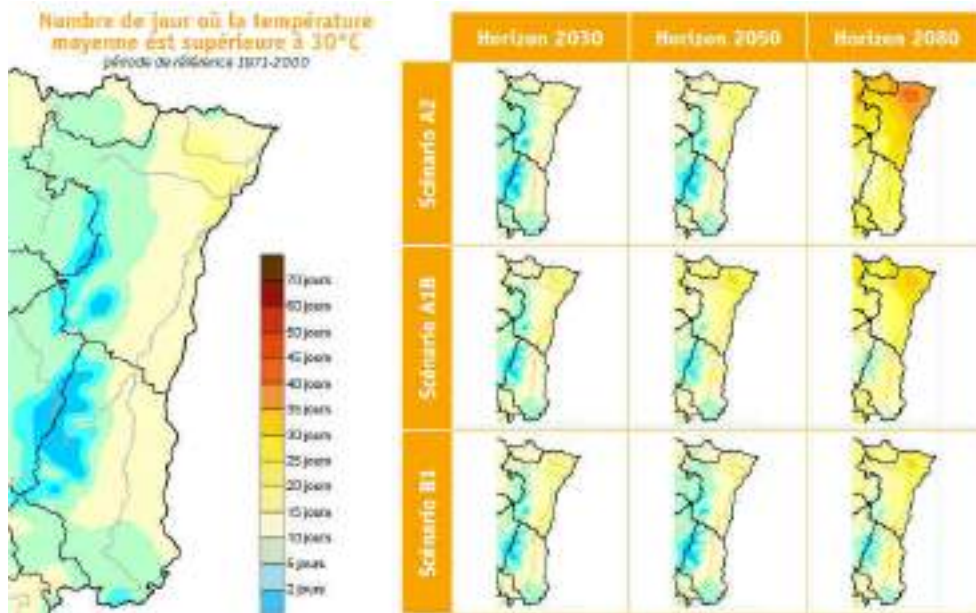 Nombre de jour où la température
moyenne est supérieure à 30°C
période de référence 1971-2000
Horizon 2030
Horizon 2050
Horizon 2080
Scénario A2
Scénario A1B
Scénario B1
70 jours
60 jours
50 jours
45 jours
40 jours
35 jours
30 jours
25 jours
20 jours
15 jours
10 jours
5 jours
2 jours